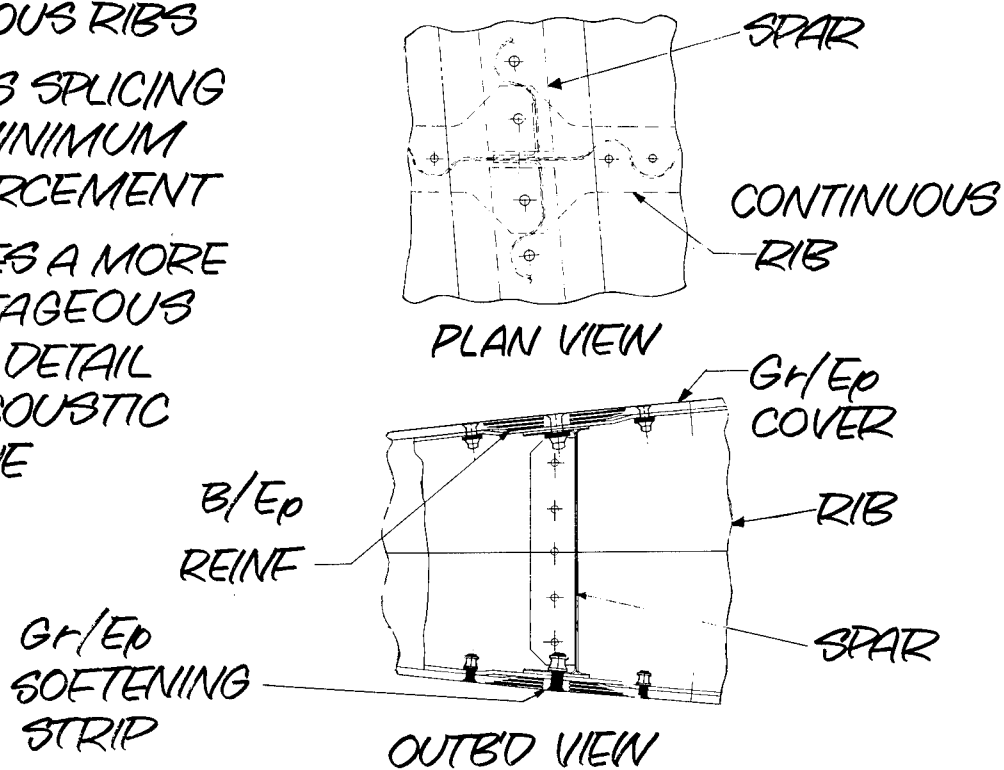 OUS RIBS
S SPLICING
INIMUM
RCEMENT
ES A MORE
TAGEOUS
DETAIL
COUSTIC
E
SPAR
CONTINUOUS
RIB
PLAN VIEW
Gr/Ep
COVER
B/Ep
REINF
RIB
Gr/Ep
SOFTENING
STRIP
SPAR
OUTB'D VIEW